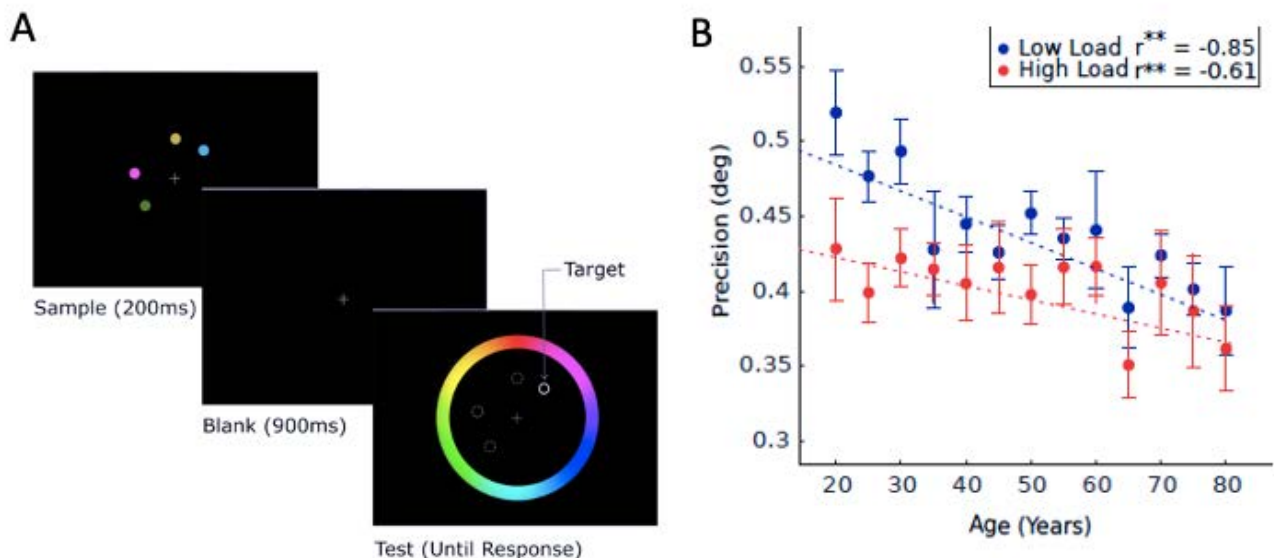 A
Sample (200ms)
Blank (900ms)
Target
Test (Until Response)
B
Low Load r** = -0.85
High Load r** = -0.61
Precision (deg)
0.55
0.5
0.45
0.4
0.35
0.3
20 30 40 50 60 70 80
Age (Years)